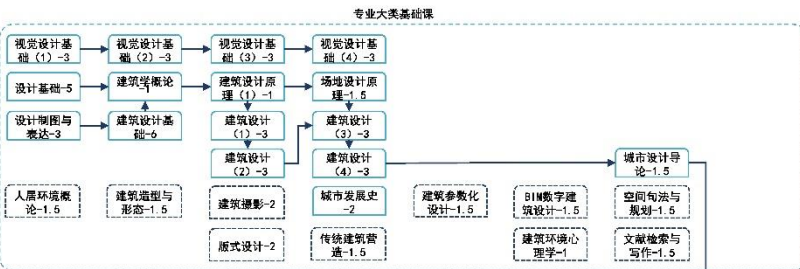 专业大类基础课
视觉设计基
础（1）-3
视觉设计基
础（2）-3
视觉设计基
础（3）-3
视觉设计基
础（4）-3
设计基础-5
建筑学概论
-1
建筑设计原
理（1）-1
场地设计原
理-1.5
设计制图与
表达-3
建筑设计基
础-6
建筑设计
（1）-3
建筑设计
（3）-3
建筑设计
（2）-3
建筑设计
（4）-3
城市设计导
论-1.5
人居环境概
论-1.5
建筑造型与
形态-1.5
建筑摄影-2
城市发展史
-2
建筑参数化
设计-1.5
BIM数字建
筑设计-1.5
空间句法与
规划-1.5
版式设计-2
传统建筑营
造-1.5
建筑环境心
理学-1
文献检索与
写作-1.5